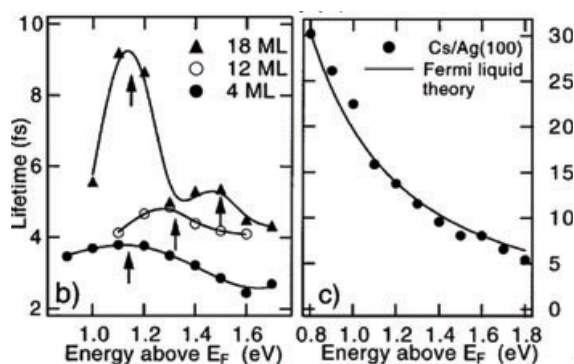 Lifetime (fs)
10
8
6
4
2
18 ML
12 ML
4 ML
b)
1.0 1.2 1.4 1.6
Energy above EF (eV)
Cs/Ag(100)
Fermi liquid
theory
c)
30
25
20
15
10
5
0
0.8 1.0 1.2 1.4 1.6 1.8
Energy above EF (eV)